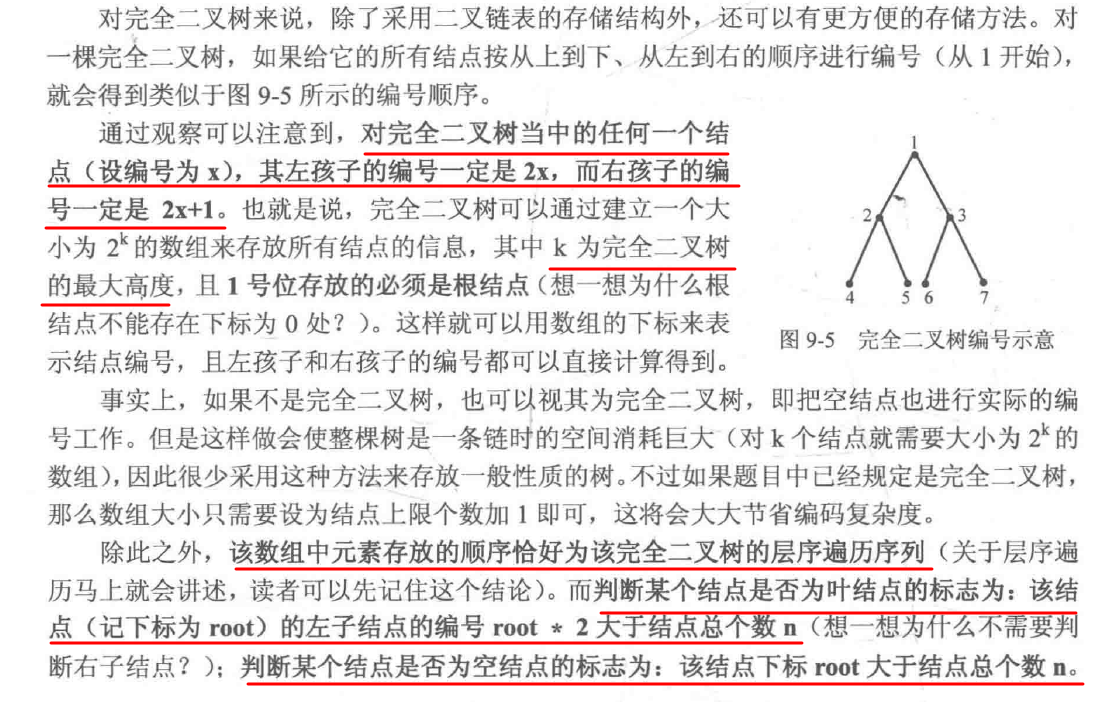 对完全二叉树来说，除了采用二叉链表的存储结构外，还可以有更方便的存储方法。对
一棵完全二叉树，如果给它的所有结点按从上到下、从左到右的顺序进行编号（从 1 开始），
就会得到类似于图 9-5 所示的编号顺序。
通过观察可以注意到，对完全二叉树当中的任何一个结
点（设编号为 x），其左孩子的编号一定是 2x，而右孩子的编
号一定是 2x+1。也就是说，完全二叉树可以通过建立一个大
小为 2^k 的数组来存放所有结点的信息，其中 k 为完全二叉树
的最大高度，且 1 号位存放的必须是根结点（想一想为什么根
结点不能存在下标为 0 处？）。这样就可以用数组的下标来表
示结点编号，且左孩子和右孩子的编号都可以直接计算得到。
1
2
3
4
5
6
7
图 9-5 完全二叉树编号示意
事实上，如果不是完全二叉树，也可以视其为完全二叉树，即把空结点也进行实际的编
号工作。但是这样做会使整棵树是一条链时的空间消耗巨大（对 k 个结点就需要大小为 2^k 的
数组），因此很少采用这种方法来存放一般性质的树。不过如果题目中已经规定是完全二叉树，
那么数组大小只需要设为结点上限个数加 1 即可，这将会大大节省编码复杂度。
除此之外，该数组中元素存放的顺序恰好为该完全二叉树的层序遍历序列（关于层序遍
历马上就会讲述，读者可以先记住这个结论）。而判断某个结点是否为叶结点的标志为：该结
点（记下标为 root）的左子结点的编号 root * 2 大于结点总个数 n（想一想为什么不需要判
断右子结点？）；判断某个结点是否为空结点的标志为：该结点下标 root 大于结点总个数 n。